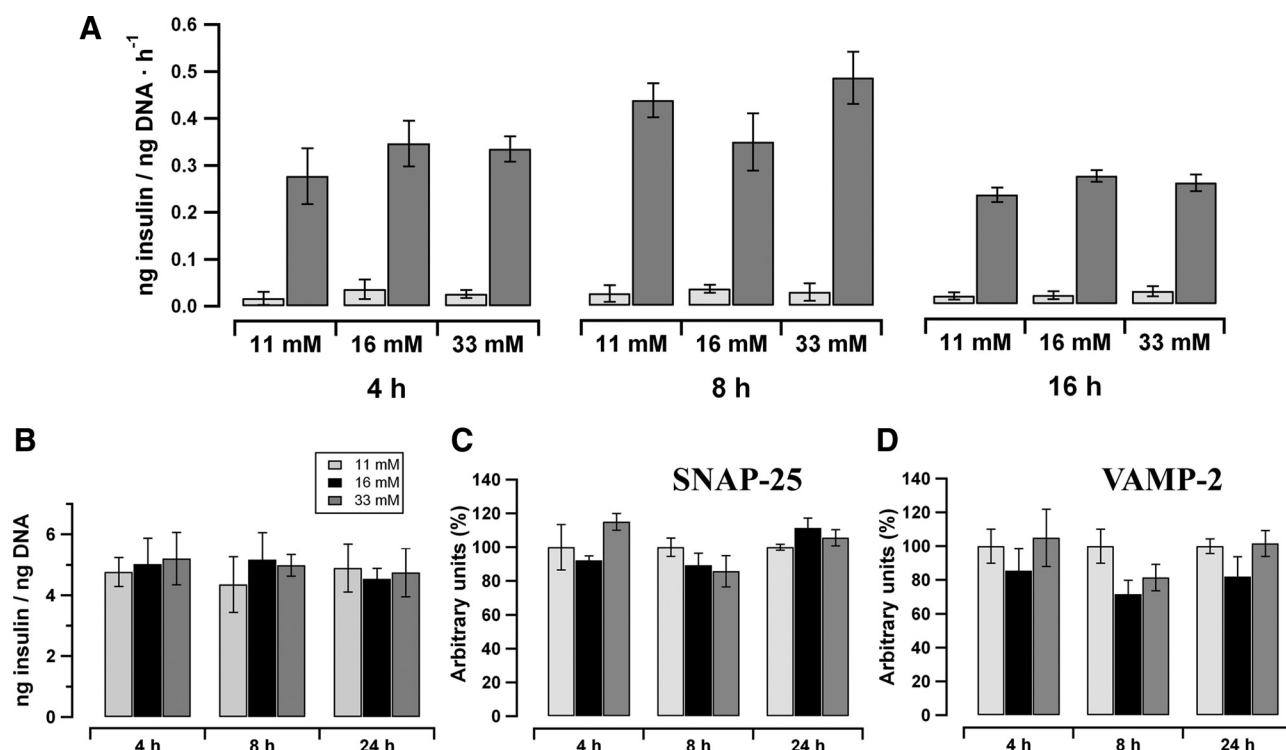 A
ng insulin / ng DNA · h⁻¹
0.6
0.5
0.4
0.3
0.2
0.1
0.0
11 mM 16 mM 33 mM 11 mM 16 mM 33 mM 11 mM 16 mM 33 mM
4 h 8 h 16 h
B
ng insulin / ng DNA
6
4
2
0
11 mM
16 mM
33 mM
4 h 8 h 24 h
C
SNAP-25
Arbitrary units (%)
140
120
100
80
60
40
20
0
4 h 8 h 24 h
D
VAMP-2
Arbitrary units (%)
140
120
100
80
60
40
20
0
4 h 8 h 24 h